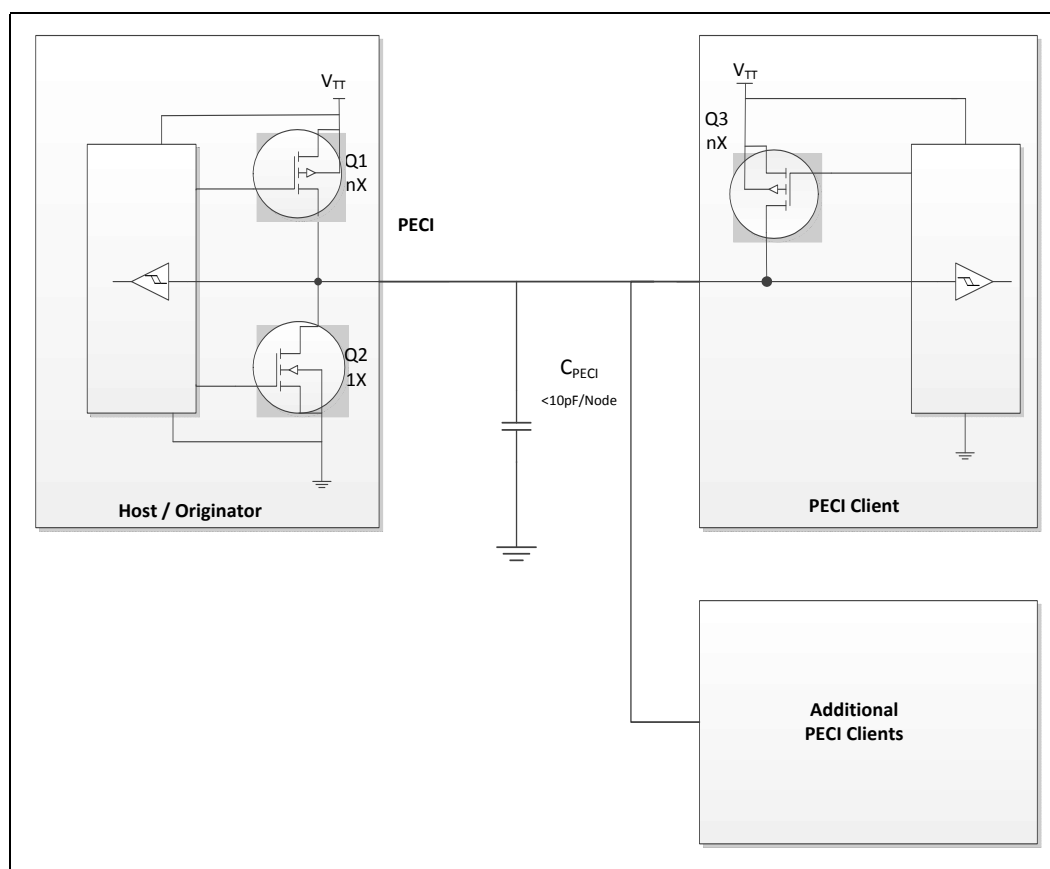 V_TT
Q1
nX
PECI
Q2
1X
Host / Originator
C_PECI
<10pF/Node
V_TT
Q3
nX
PECI Client
Additional
PECI Clients